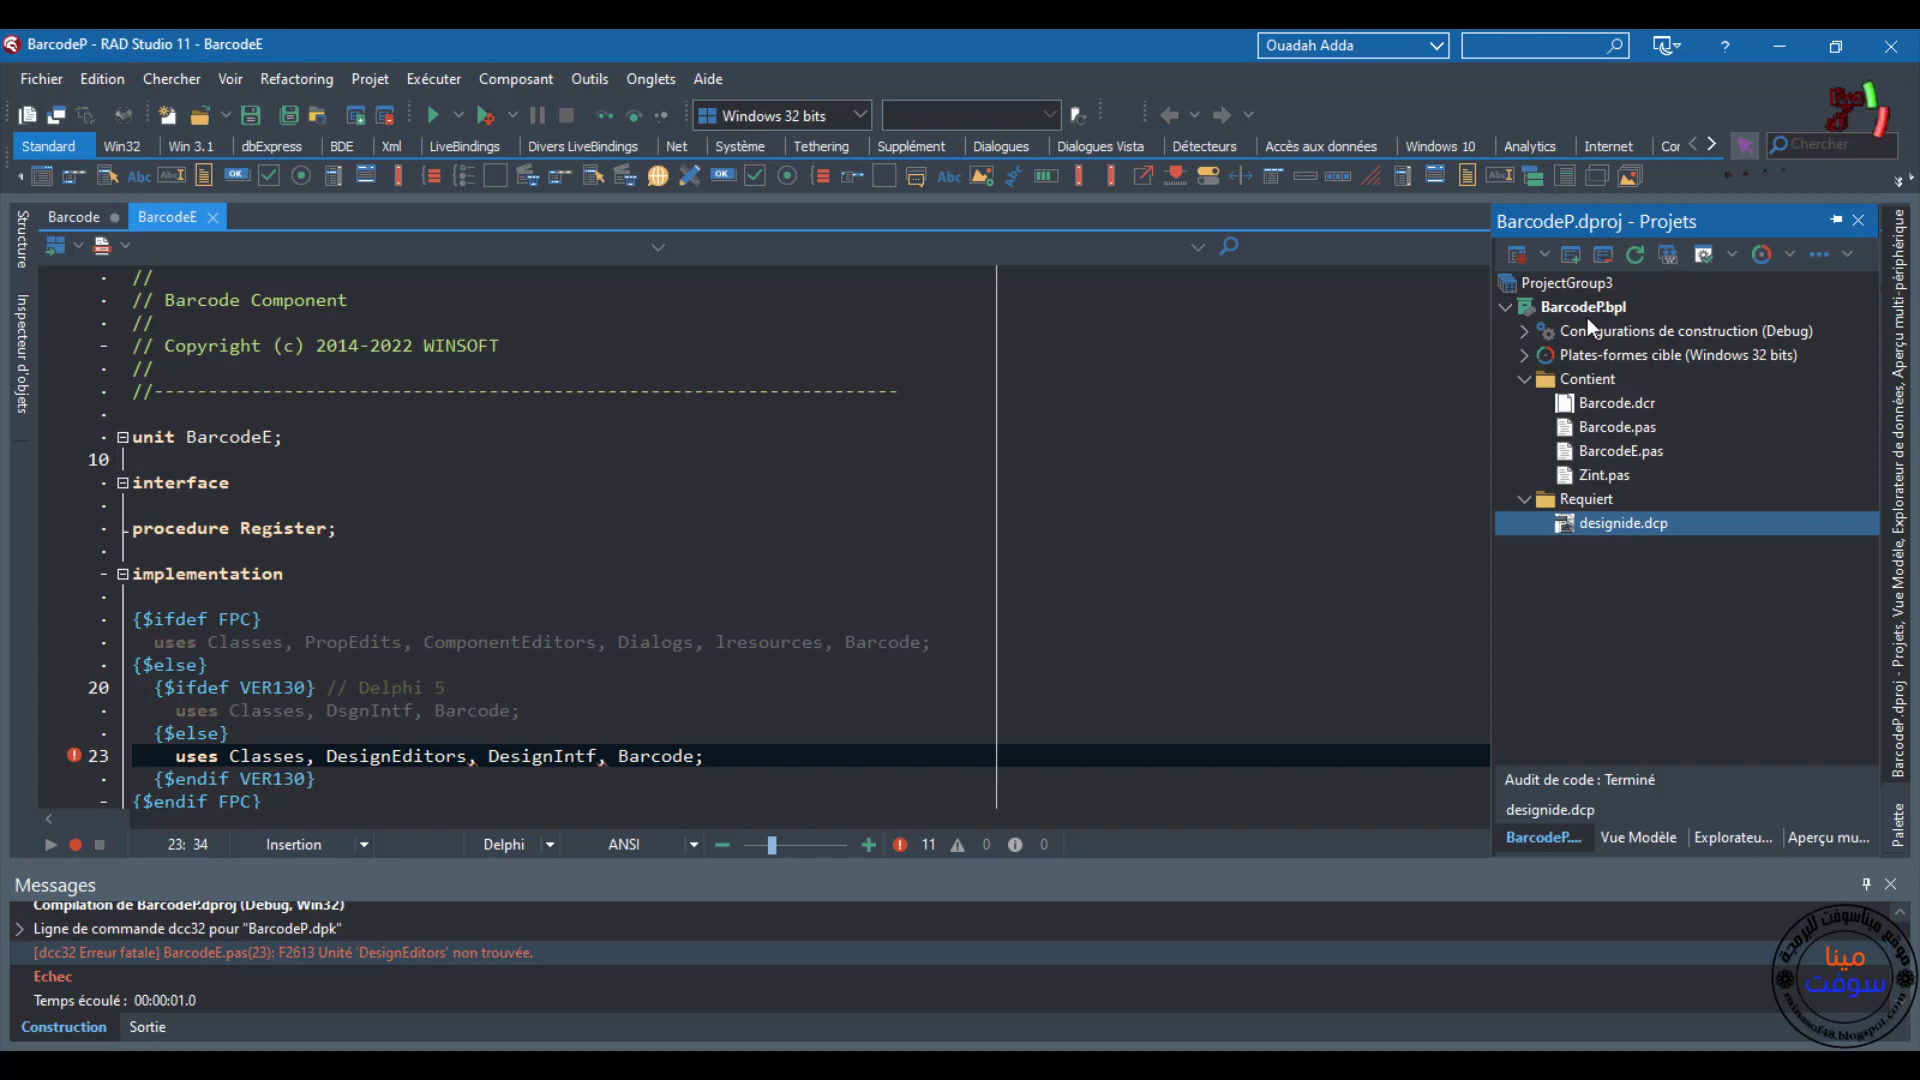 BarcodeP - RAD Studio 11 - BarcodeE
Ouadah Adda
?
Fichier Edition Chercher Voir Refactoring Projet Exécuter Composant Outils Onglets Aide
Windows 32 bits
Standard Win32 Win 3.1 dbExpress BDE Xml LiveBindings Divers LiveBindings Net Système Tethering Supplément Dialogues Dialogues Vista Détecteurs Accès aux données Windows 10 Analytics Internet Cor
Chercher
Structure
Inspecteur d'objets
Barcode BarcodeE
//
// Barcode Component
//
// Copyright (c) 2014-2022 WINSOFT
//
//---------------------------------------------------------------------
unit BarcodeE;
10
interface
procedure Register;
implementation
{$ifdef FPC}
uses Classes, PropEdits, ComponentEditors, Dialogs, lresources, Barcode;
{$else}
20 {$ifdef VER130} // Delphi 5
uses Classes, DsgnIntf, Barcode;
{$else}
23 uses Classes, DesignEditors, DesignIntf, Barcode;
{$endif VER130}
{$endif FPC}
23: 34 Insertion Delphi ANSI 11 0 0
BarcodeP.dproj - Projets
ProjectGroup3
BarcodeP.bpl
Configurations de construction (Debug)
Plates-formes cible (Windows 32 bits)
Contient
Barcode.dcr
Barcode.pas
BarcodeE.pas
Zint.pas
Requiert
designide.dcp
Audit de code : Terminé
designide.dcp
BarcodeP.... Vue Modèle Explorateu... Aperçu mu...
BarcodeP.dproj - Projets, Vue Modèle, Explorateur de données, Aperçu multi-périphérique
Palette
Messages
Compilation de BarcodeP.dproj (Debug, Win32)
Ligne de commande dcc32 pour "BarcodeP.dpk"
[dcc32 Erreur fatale] BarcodeE.pas(23): F2613 Unité 'DesignEditors' non trouvée.
Echec
Temps écoulé : 00:00:01.0
Construction Sortie
موقع ميناسوفت للبرمجة
مينا
سوفت
minasof48.blogspot.com